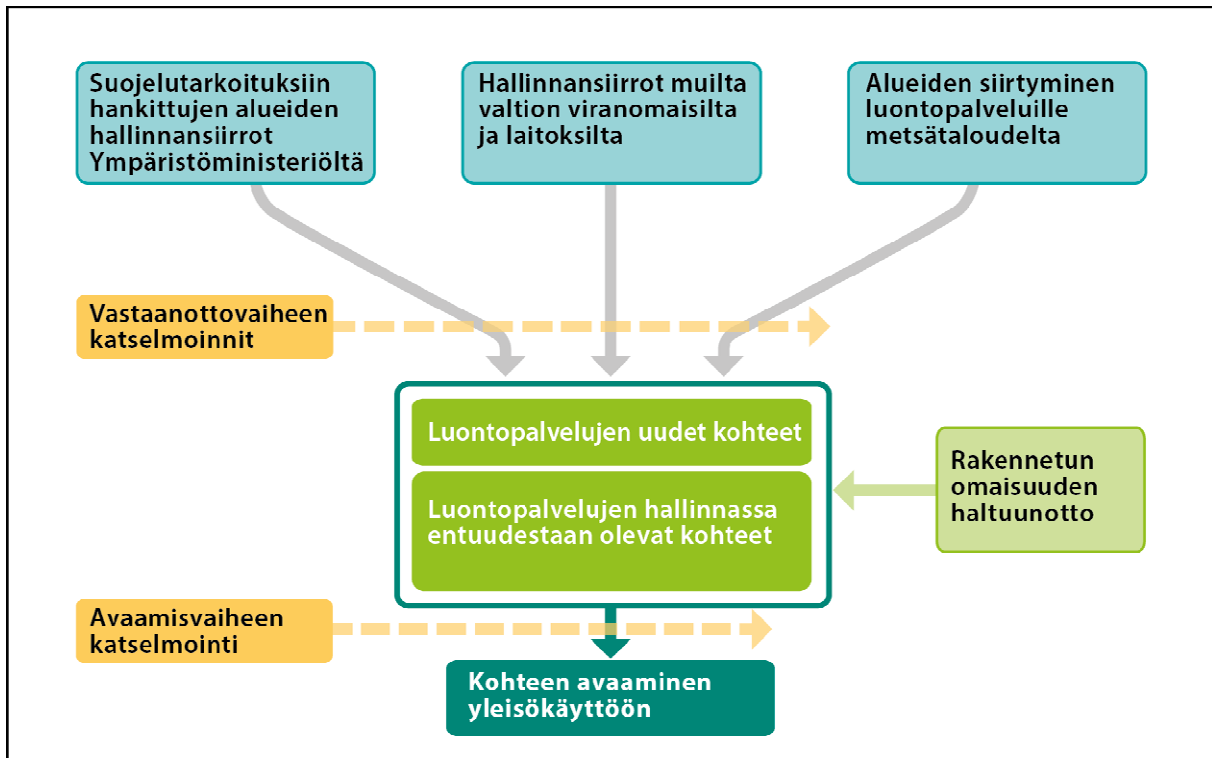 Suojelutarkoituksiin
hankittujen alueiden
hallinnansiirrot
Ympäristöministeriöltä
Hallinnansiirrot muilta
valtion viranomaisilta
ja laitoksilta
Alueiden siirtyminen
luontopalveluille
metsätaloudelta
Vastaanottovaiheen
katselmoinnit
Luontopalvelujen uudet kohteet
Luontopalvelujen hallinnassa
entuudestaan olevat kohteet
Rakennetun
omaisuuden
haltuunotto
Avaamisvaiheen
katselmointi
Kohteen avaaminen
yleisökäyttöön